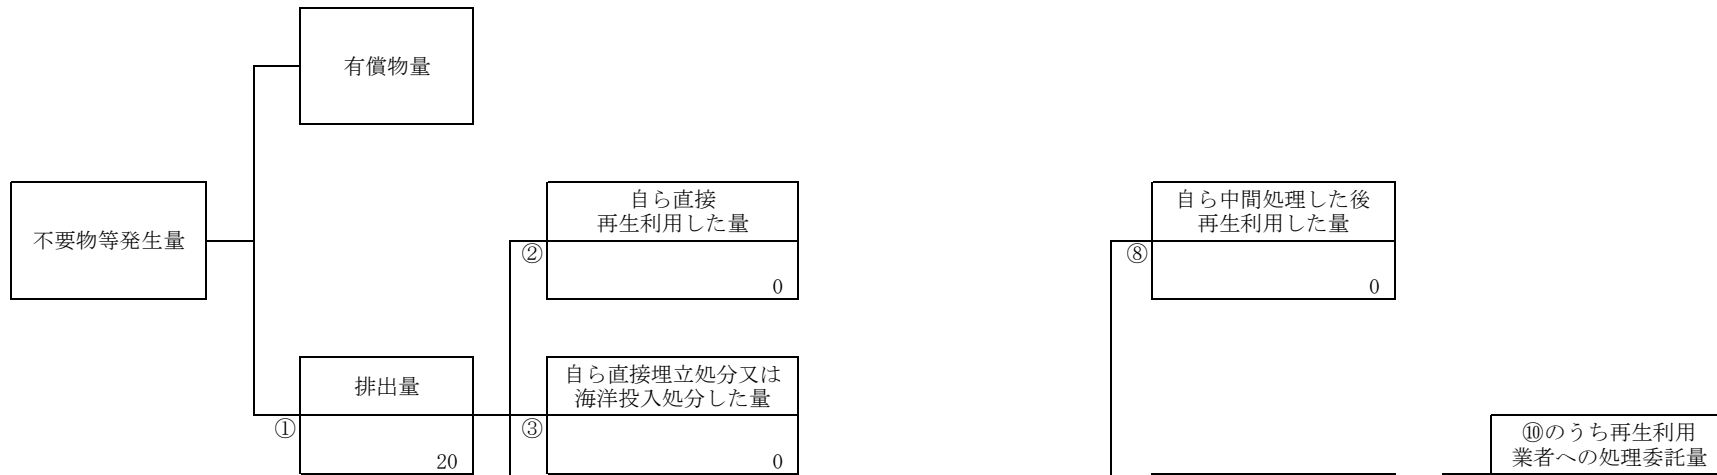 有償物量
不要物等発生量
自ら直接
再生利用した量
②
0
自ら中間処理した後
再生利用した量
⑧
0
排出量
①
20
自ら直接埋立処分又は
海洋投入処分した量
③
0
⑩のうち再生利用
業者への処理委託量